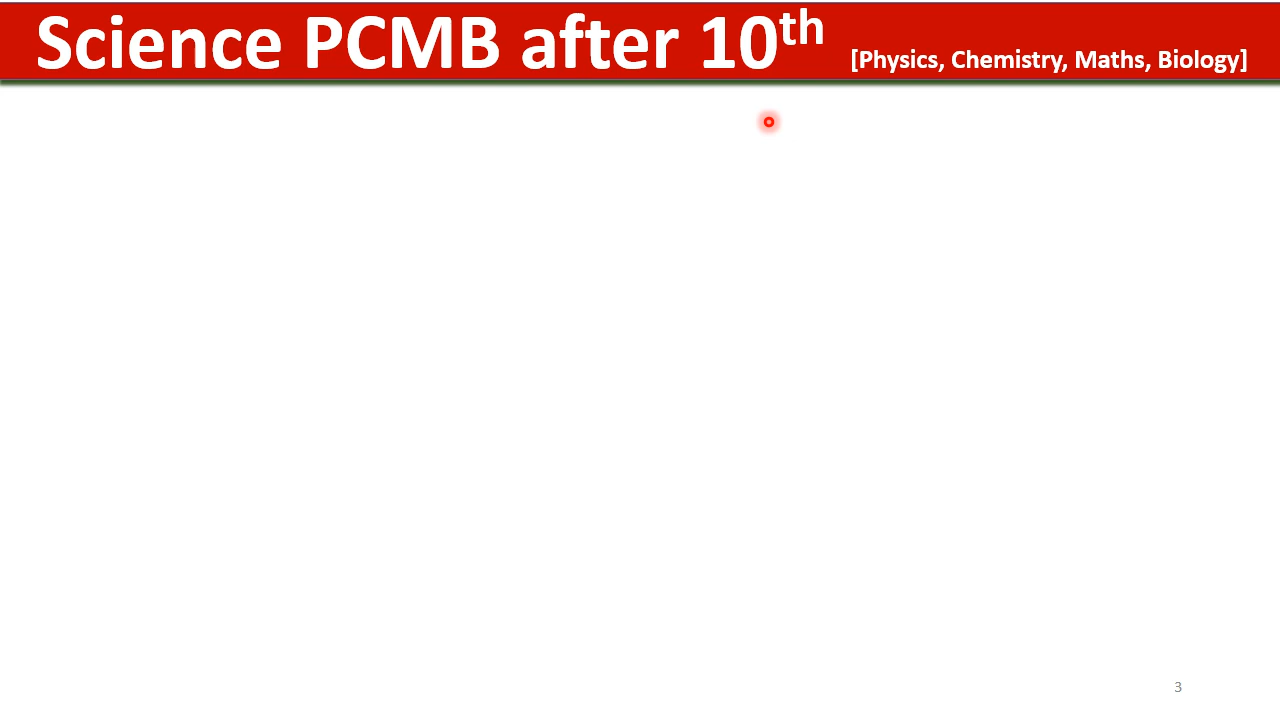 Science PCMB after 10th [Physics, Chemistry, Maths, Biology]
3